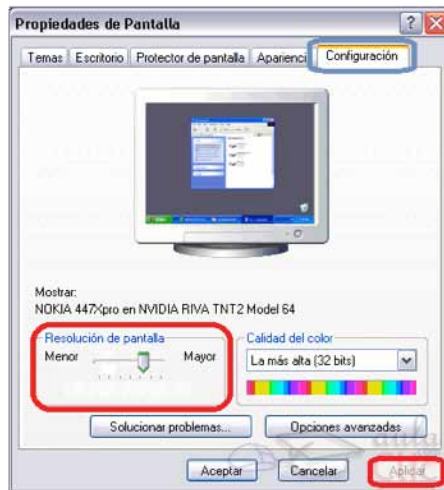 Propiedades de Pantalla
Temas Escritorio Protector de pantalla Aparienci Configuración
Mostrar:
NOKIA 447Xpro en NVIDIA RIVA TNT2 Model 64
Resolución de pantalla
Menor Mayor
Calidad del color
La más alta (32 bits)
Solucionar problemas... Opciones avanzadas
aula
Aceptar Cancelar Aplicar